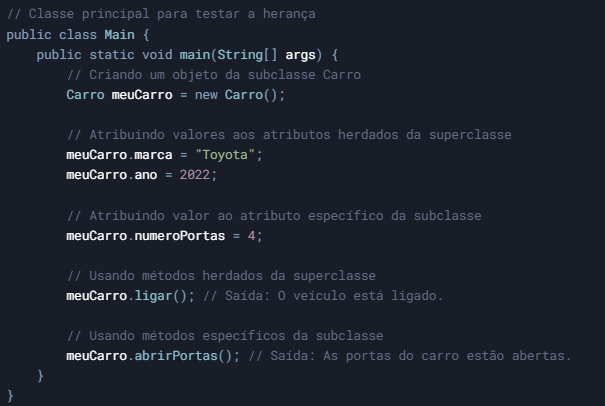 // Classe principal para testar a herança
public class Main {
    public static void main(String[] args) {
        // Criando um objeto da subclasse Carro
        Carro meuCarro = new Carro();

        // Atribuindo valores aos atributos herdados da superclasse
        meuCarro.marca = "Toyota";
        meuCarro.ano = 2022;

        // Atribuindo valor ao atributo específico da subclasse
        meuCarro.numeroPortas = 4;

        // Usando métodos herdados da superclasse
        meuCarro.ligar(); // Saída: O veículo está ligado.

        // Usando métodos específicos da subclasse
        meuCarro.abrirPortas(); // Saída: As portas do carro estão abertas.
    }
}